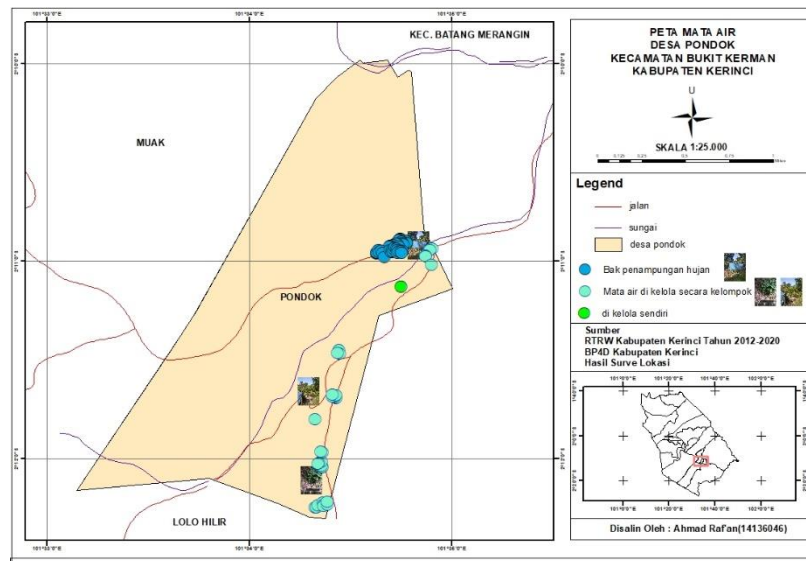 KEC. BATANG MERANGIN
MUAK
PONDOK
LOLO HILIR
PETA MATA AIR
DESA PONDOK
KECAMATAN BUKIT KERMAN
KABUPATEN KERINCI
U
SKALA 1:25.000
Legend
jalan
sungai
desa pondok
Bak penampungan hujan
Mata air di kelola secara kelompok
di kelola sendiri
Sumber
RTRW Kabupaten Kerinci Tahun 2012-2020
BP4D Kabupaten Kerinci
Hasil Surve Lokasi
Disalin Oleh : Ahmad Raf'an(14136046)